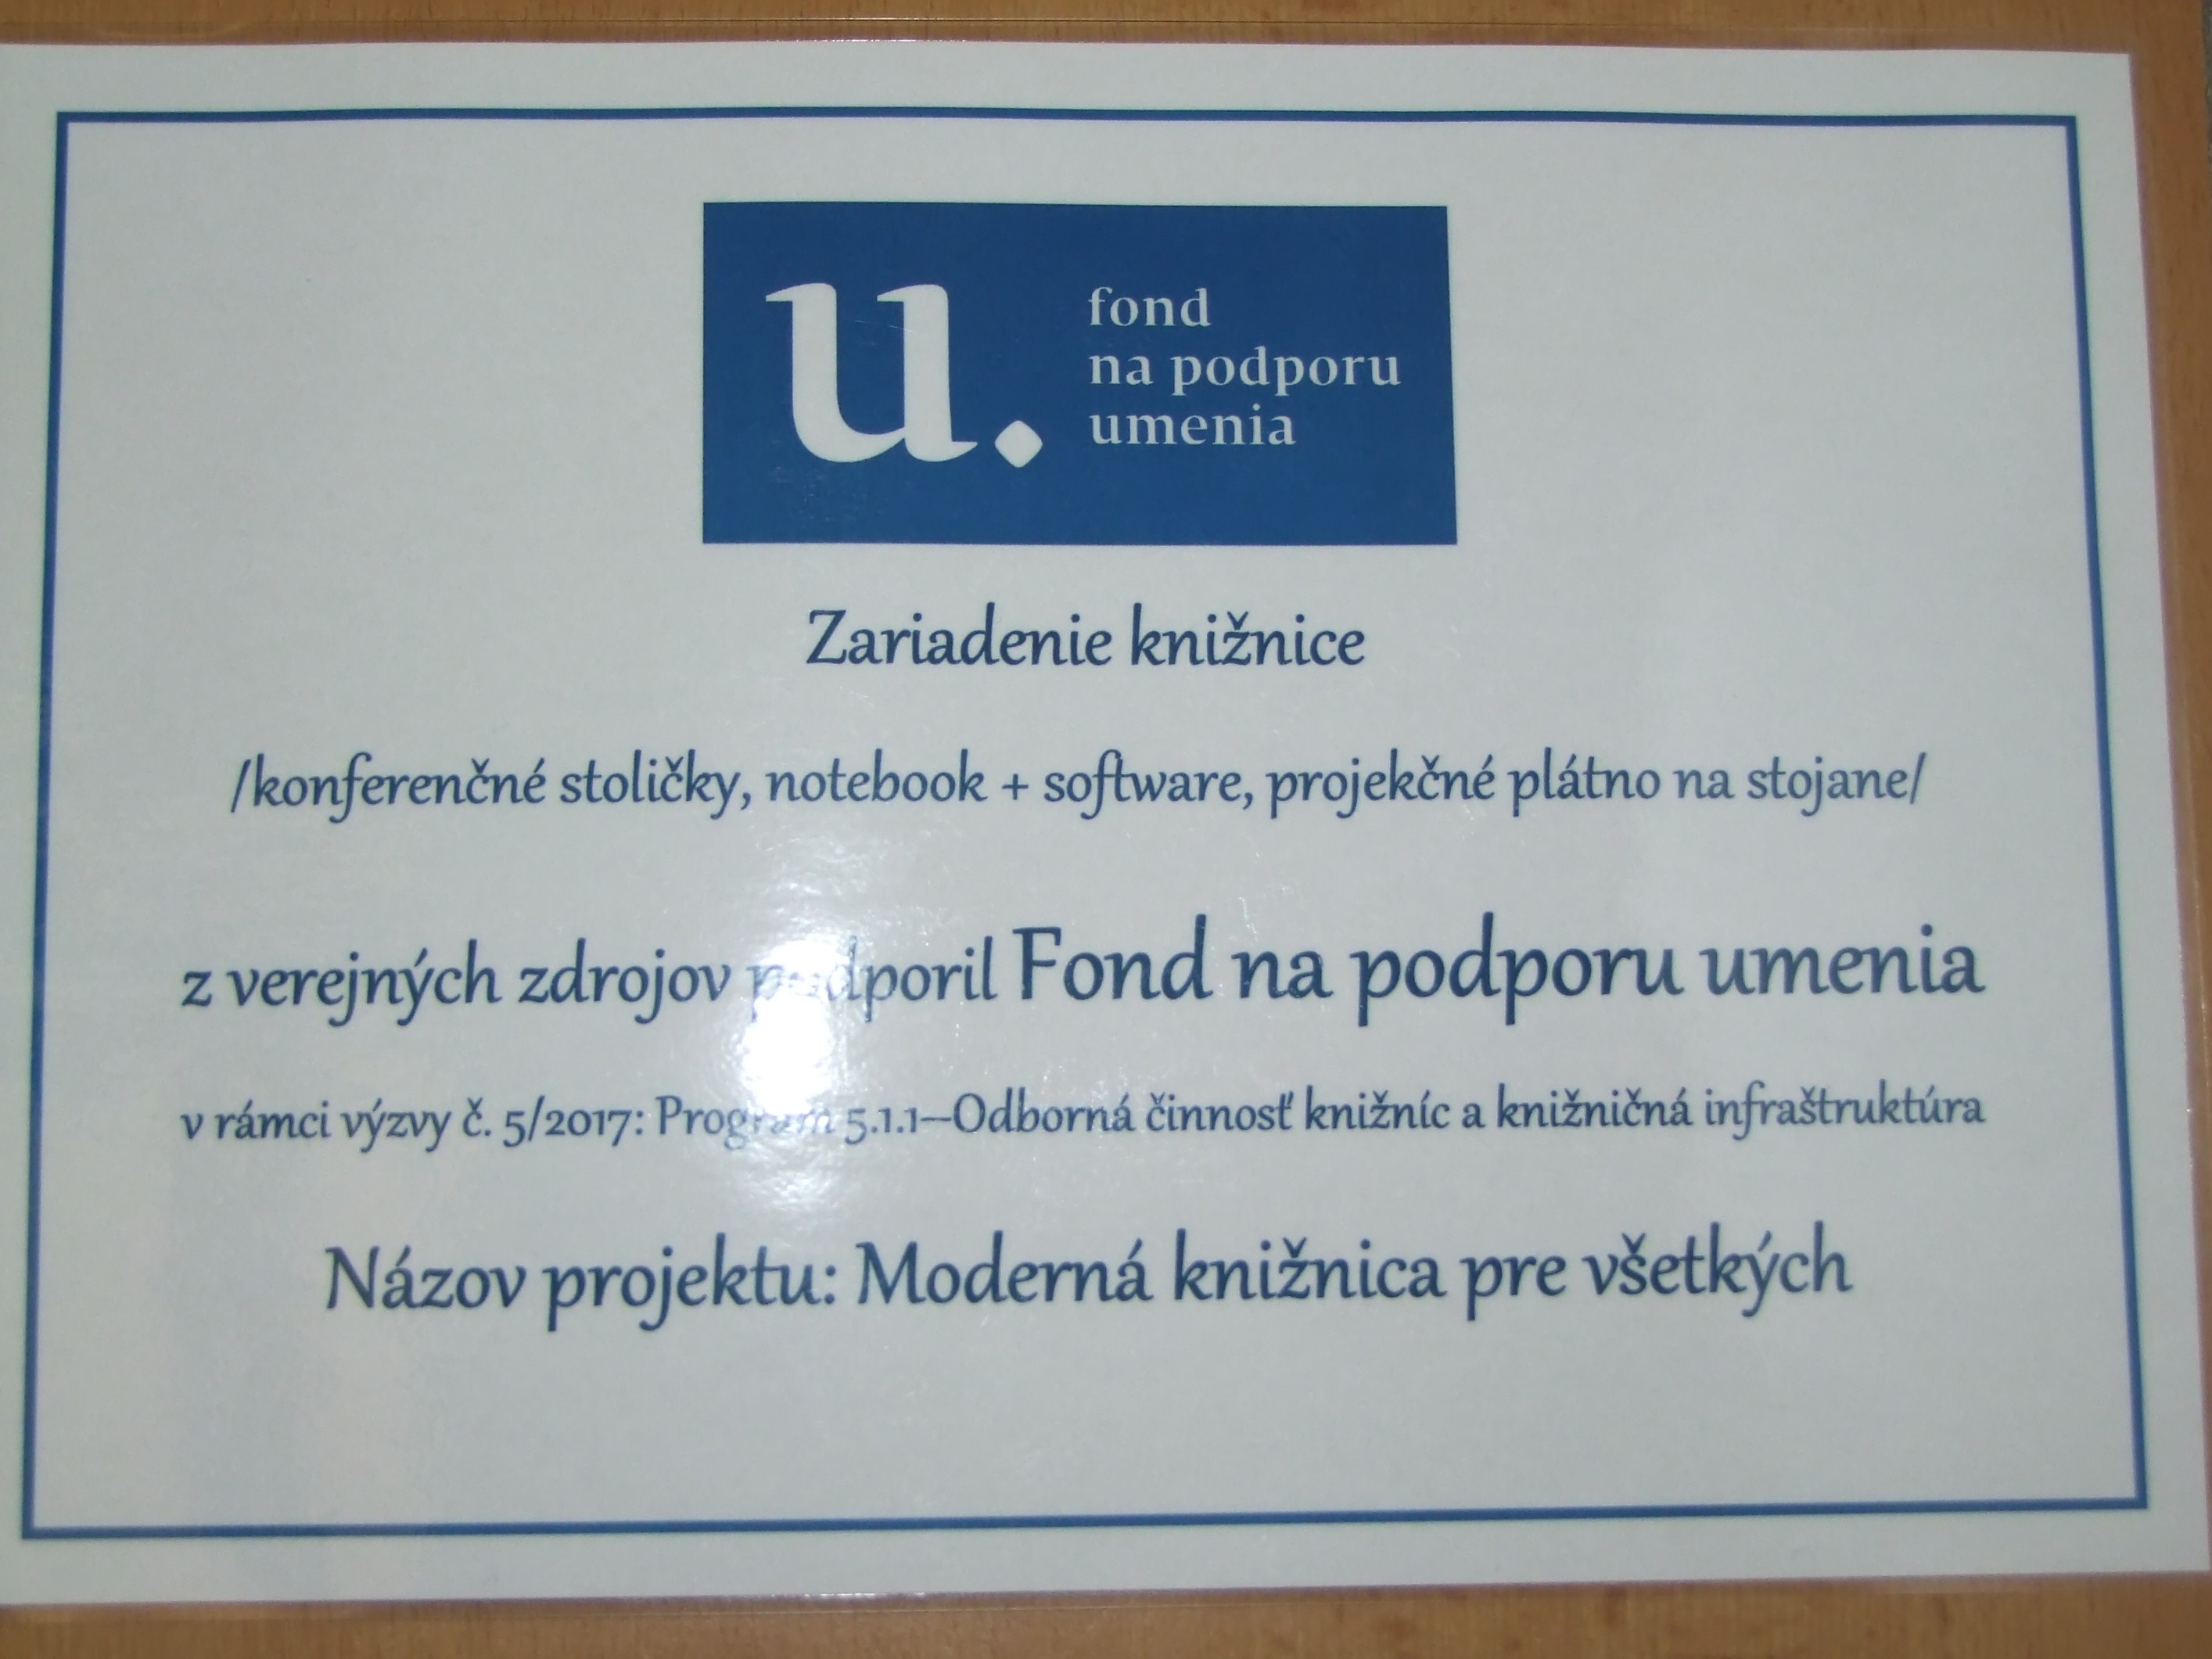 u.
fond
na podporu
umenia
Zariadenie knižnice
/konferenčné stoličky, notebook + software, projekčné plátno na stojane/
z verejných zdrojov podporil Fond na podporu umenia
v rámci výzvy č. 5/2017: Program 5.1.1—Odborná činnosť knižníc a knižničná infraštruktúra
Názov projektu: Moderná knižnica pre všetkých